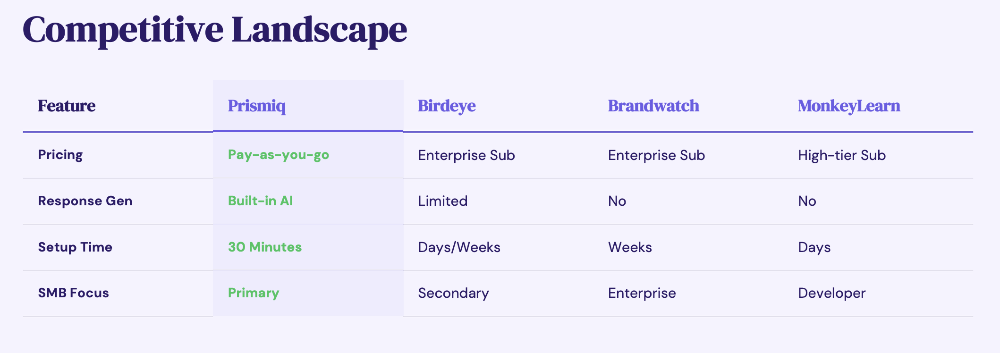 Competitive Landscape
Feature Prismiq Birdeye Brandwatch MonkeyLearn
Pricing Pay-as-you-go Enterprise Sub Enterprise Sub High-tier Sub
Response Gen Built-in AI Limited No No
Setup Time 30 Minutes Days/Weeks Weeks Days
SMB Focus Primary Secondary Enterprise Developer